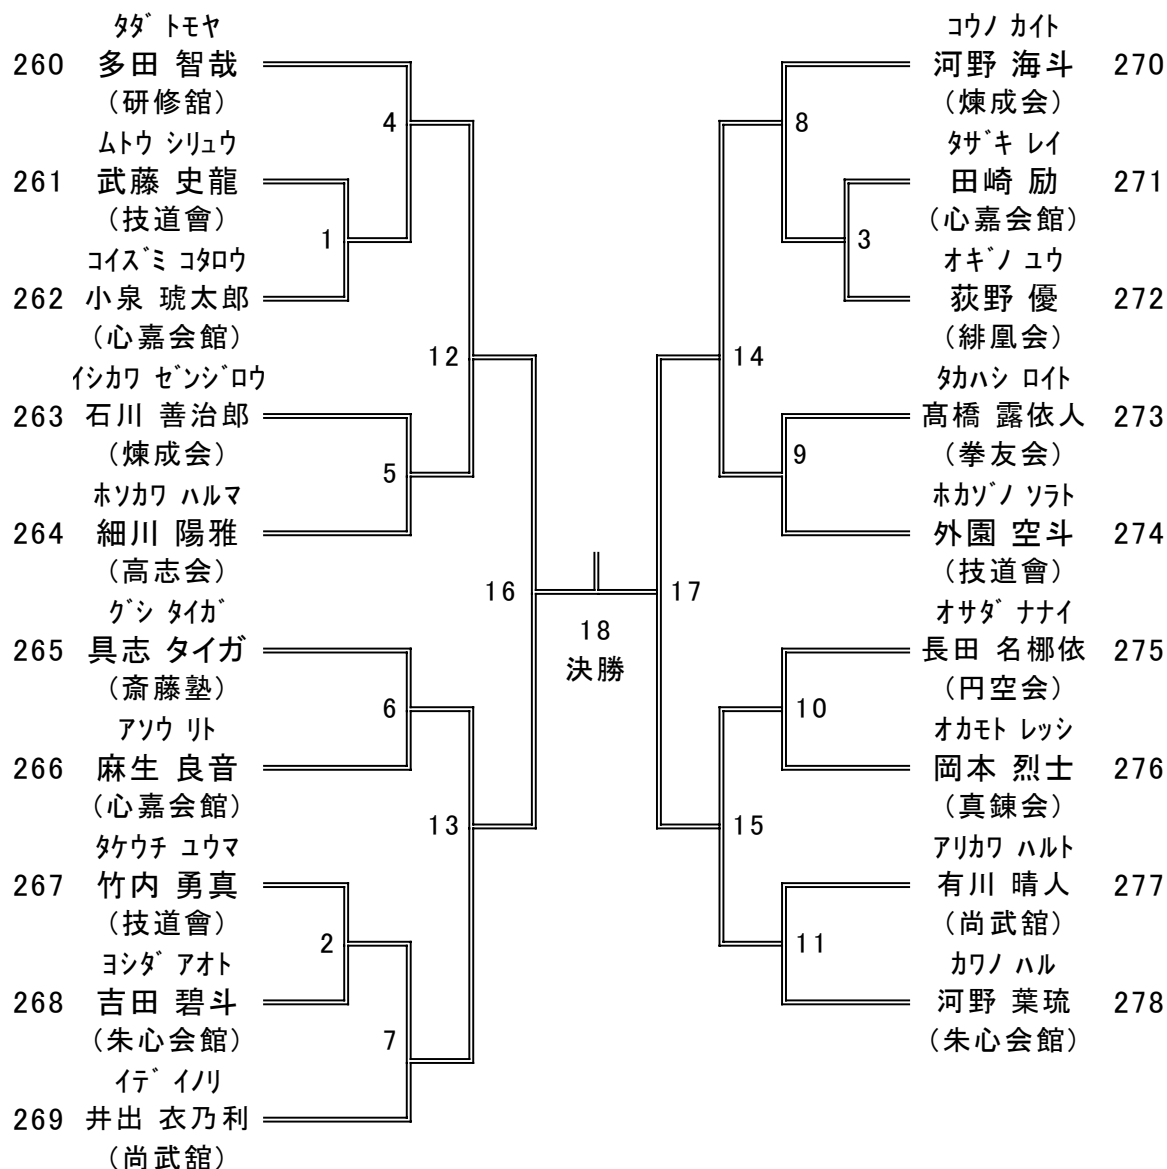 タダ トモヤ
260 多田 智哉
（研修舘）
4
ムトウ シリュウ
261 武藤 史龍
（技道會）
1
コイズミ コタロウ
262 小泉 琥太郎
（心嘉会館）
12
イシカワ ゼンジロウ
263 石川 善治郎
（煉成会）
5
ホソカワ ハルマ
264 細川 陽雅
（高志会）
16
グシ タイガ
265 具志 タイガ
（斎藤塾）
6
アソウ リト
266 麻生 良音
（心嘉会館）
13
タケウチ ユウマ
267 竹内 勇真
（技道會）
2
ヨシダ アオト
268 吉田 碧斗
（朱心会館）
7
イデ イノリ
269 井出 衣乃利
（尚武舘）
18
決勝
コウノ カイト
河野 海斗 270
（煉成会）
8
タザキ レイ
田崎 励 271
（心嘉会館）
3
オギノ ユウ
荻野 優 272
（緋凰会）
14
タカハシ ロイト
髙橋 露依人 273
（拳友会）
9
ホカゾノ ソラト
外園 空斗 274
（技道會）
17
オサダ ナナイ
長田 名梛依 275
（円空会）
10
オカモト レッシ
岡本 烈士 276
（真錬会）
15
アリカワ ハルト
有川 晴人 277
（尚武舘）
11
カワノ ハル
河野 葉琉 278
（朱心会館）